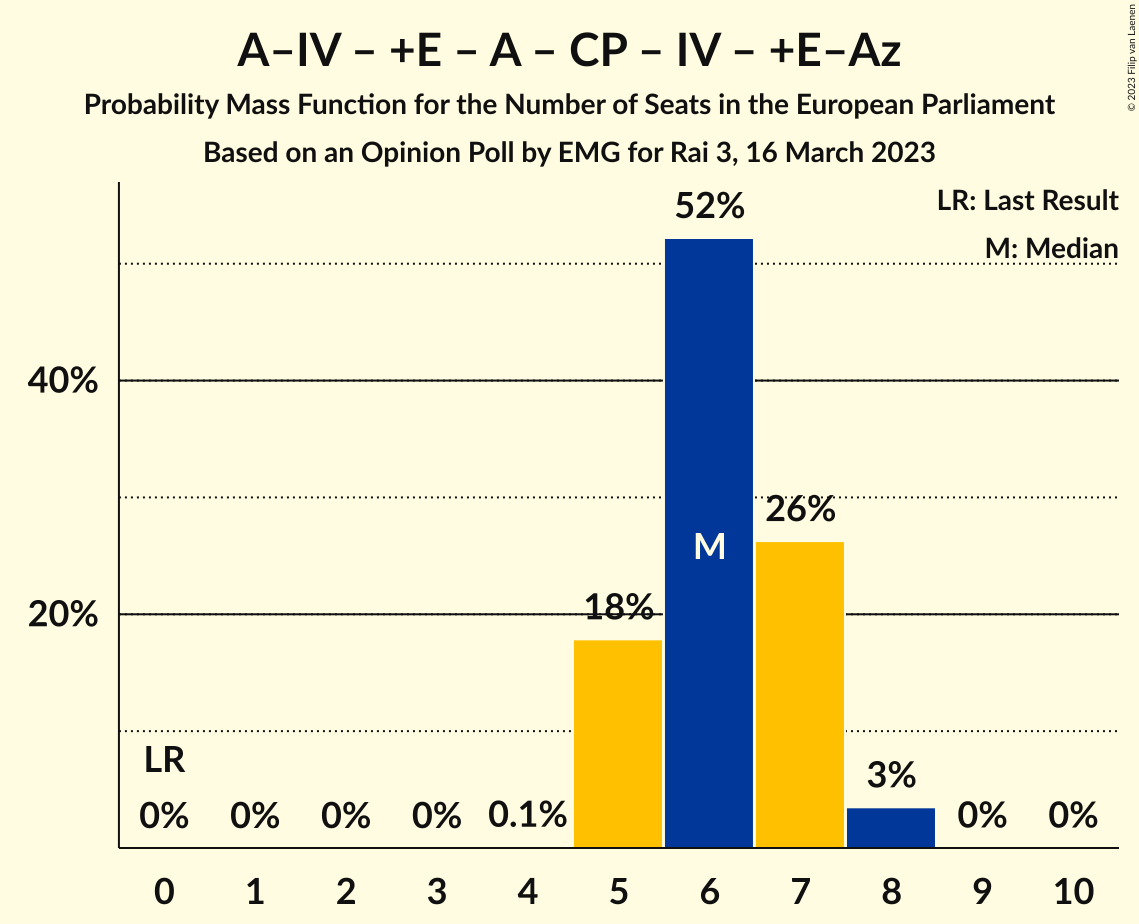 A–IV – +E – A – CP – IV – +E–Az
Probability Mass Function for the Number of Seats in the European Parliament
Based on an Opinion Poll by EMG for Rai 3, 16 March 2023
© 2023 Filip van Laenen
LR: Last Result
M: Median
52%
40%
26%
M
20%
18%
LR
3%
0% 0% 0% 0% 0.1% 0% 0%
0 1 2 3 4 5 6 7 8 9 10